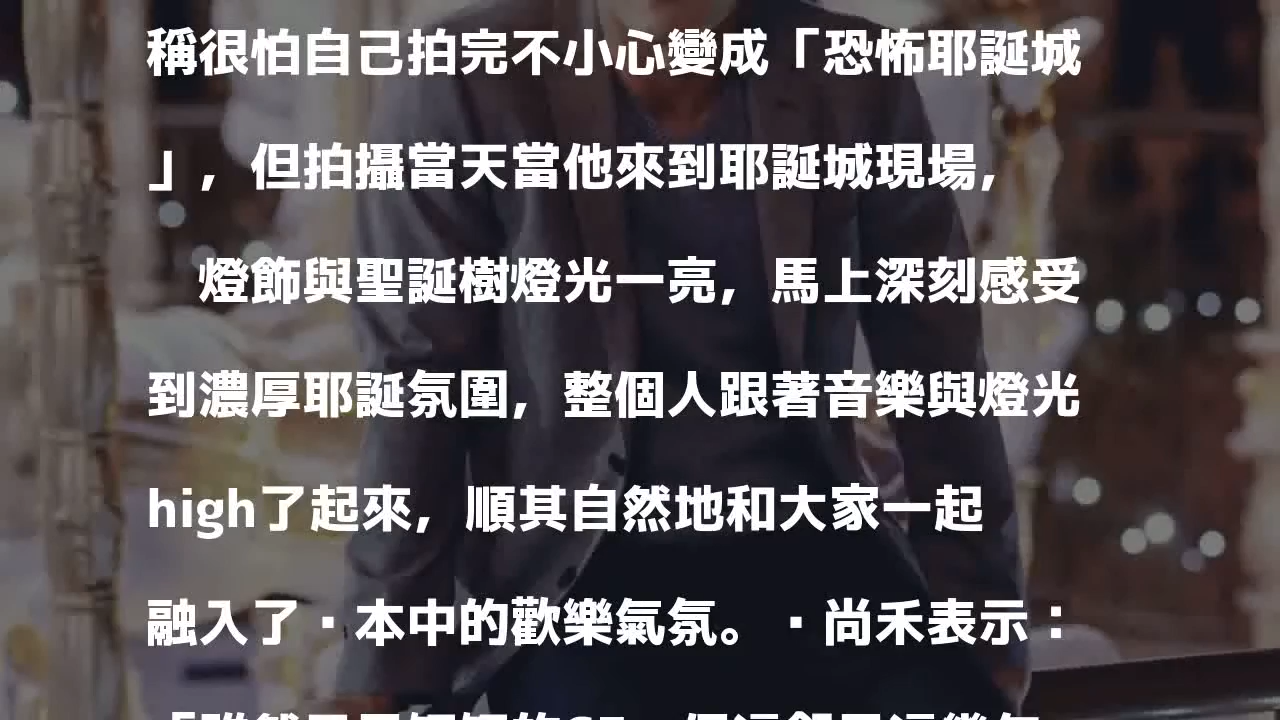 稱很怕自己拍完不小心變成「恐怖耶誕城
」，但拍攝當天當他來到耶誕城現場，
燈飾與聖誕樹燈光一亮，馬上深刻感受
到濃厚耶誕氛圍，整個人跟著音樂與燈光
high了起來，順其自然地和大家一起
融入了·本中的歡樂氣氛。·尚禾表示：